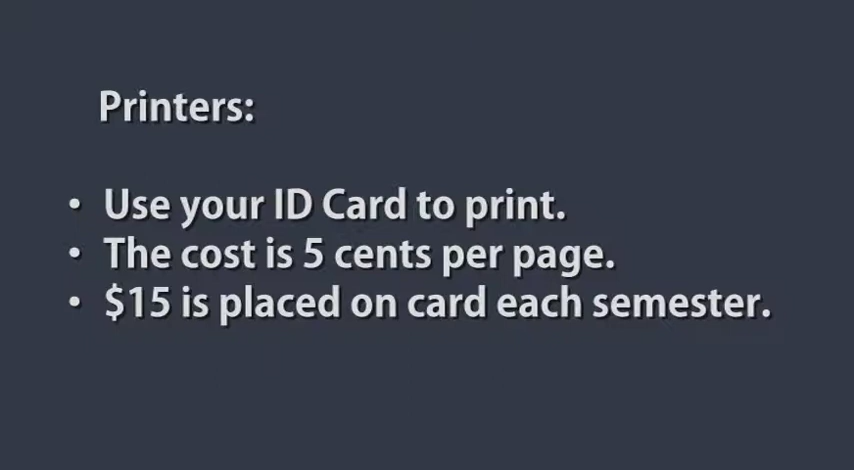 Printers:
• Use your ID Card to print.
• The cost is 5 cents per page.
• $15 is placed on card each semester.